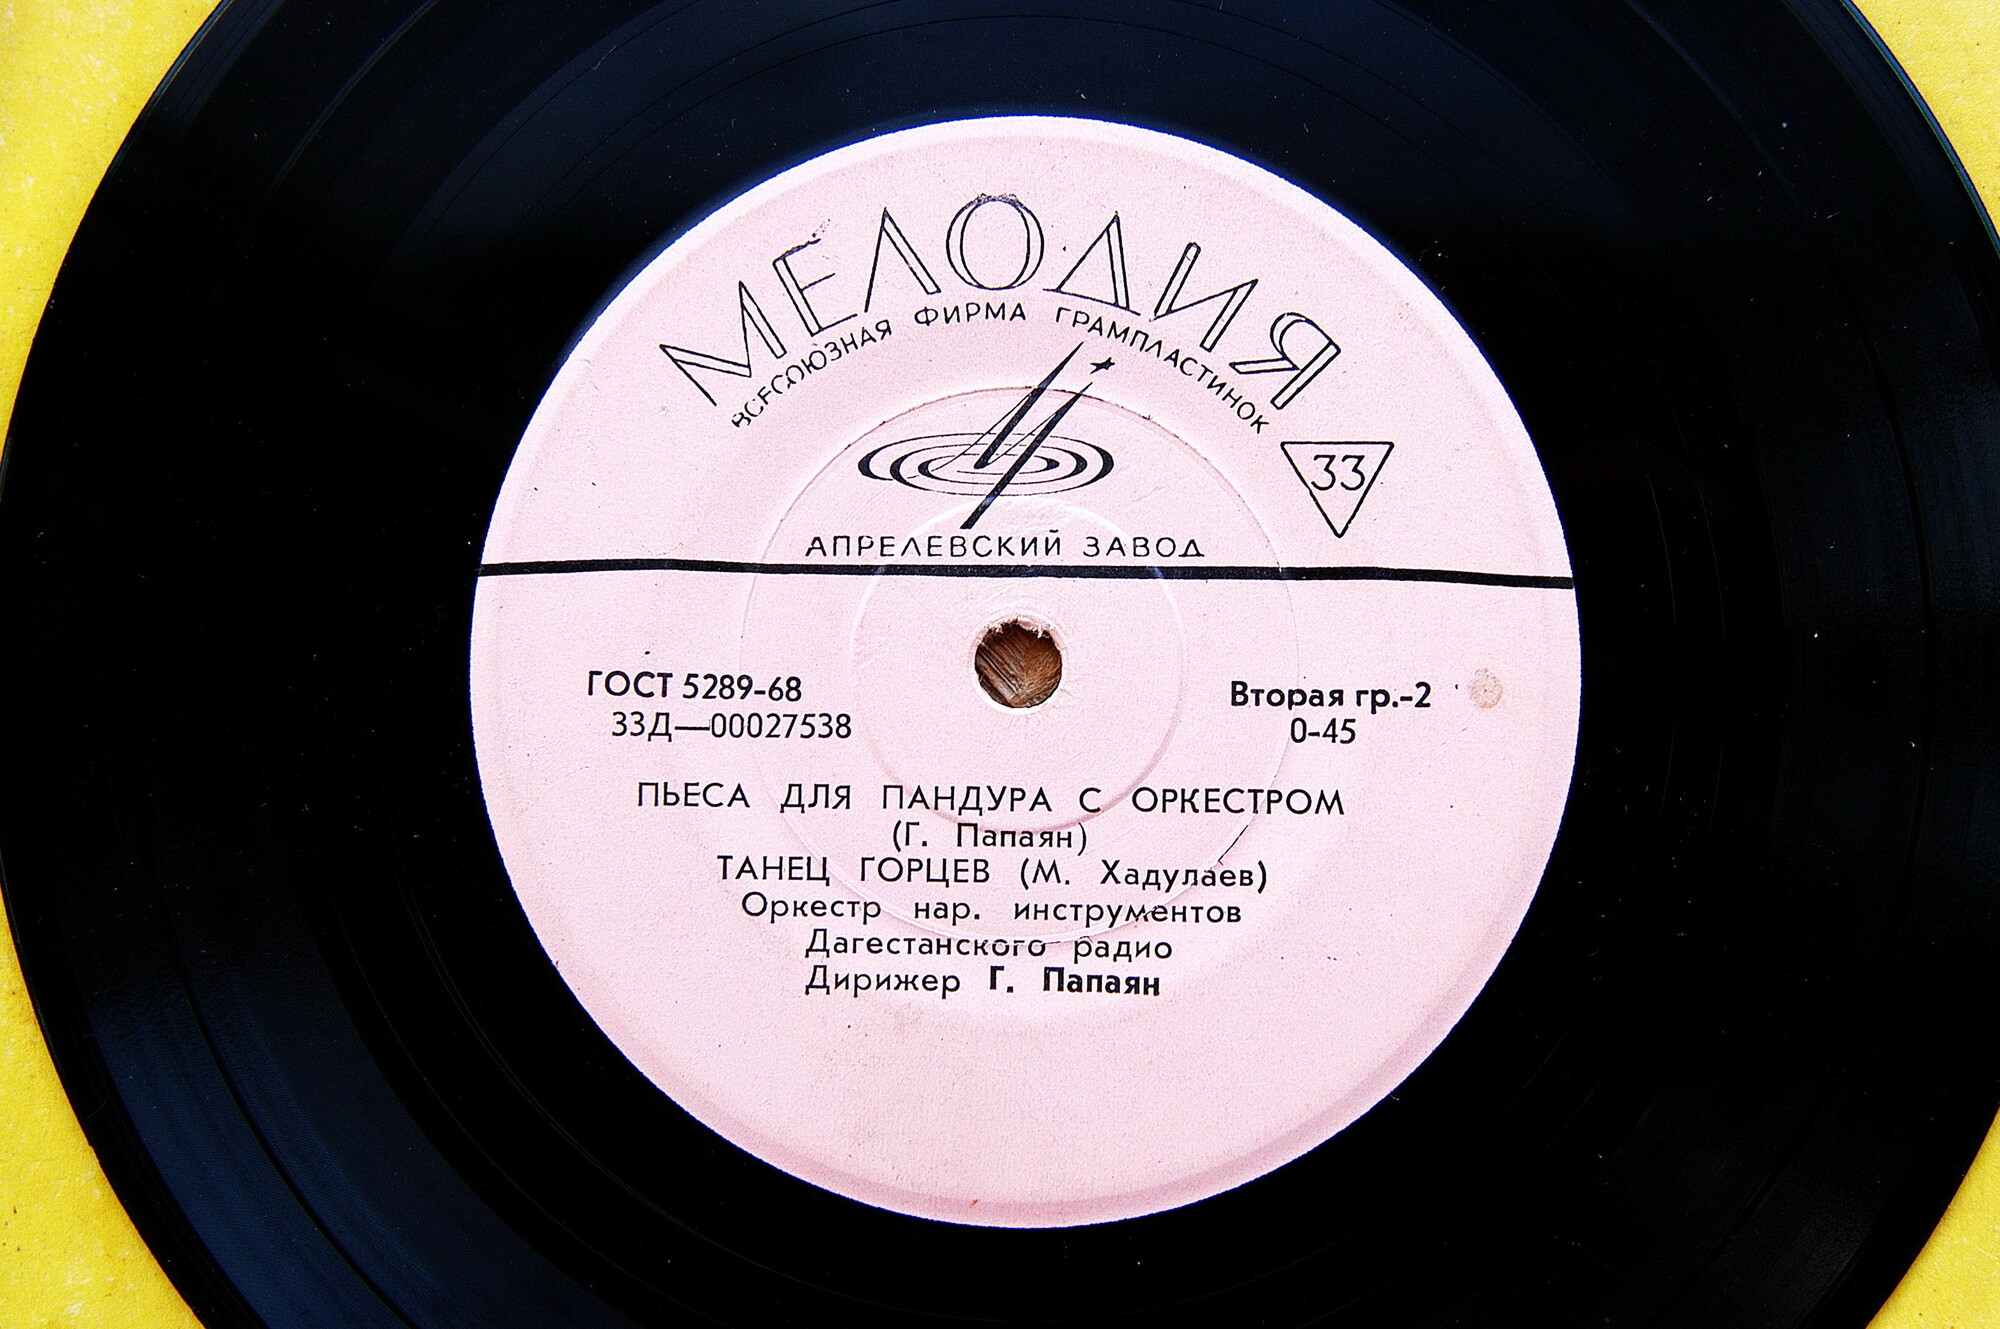 МЕЛОДИЯ
ВСЕСОЮЗНАЯ ФИРМА ГРАМПЛАСТИНОК
33
АПРЕЛЕВСКИЙ ЗАВОД
ГОСТ 5289-68
33Д—00027538
Вторая гр.-2
0-45
ПЬЕСА ДЛЯ ПАНДУРА С ОРКЕСТРОМ
(Г. Папаян)
ТАНЕЦ ГОРЦЕВ (М. Хадулаев)
Оркестр нар. инструментов
Дагестанского радио
Дирижер Г. Папаян